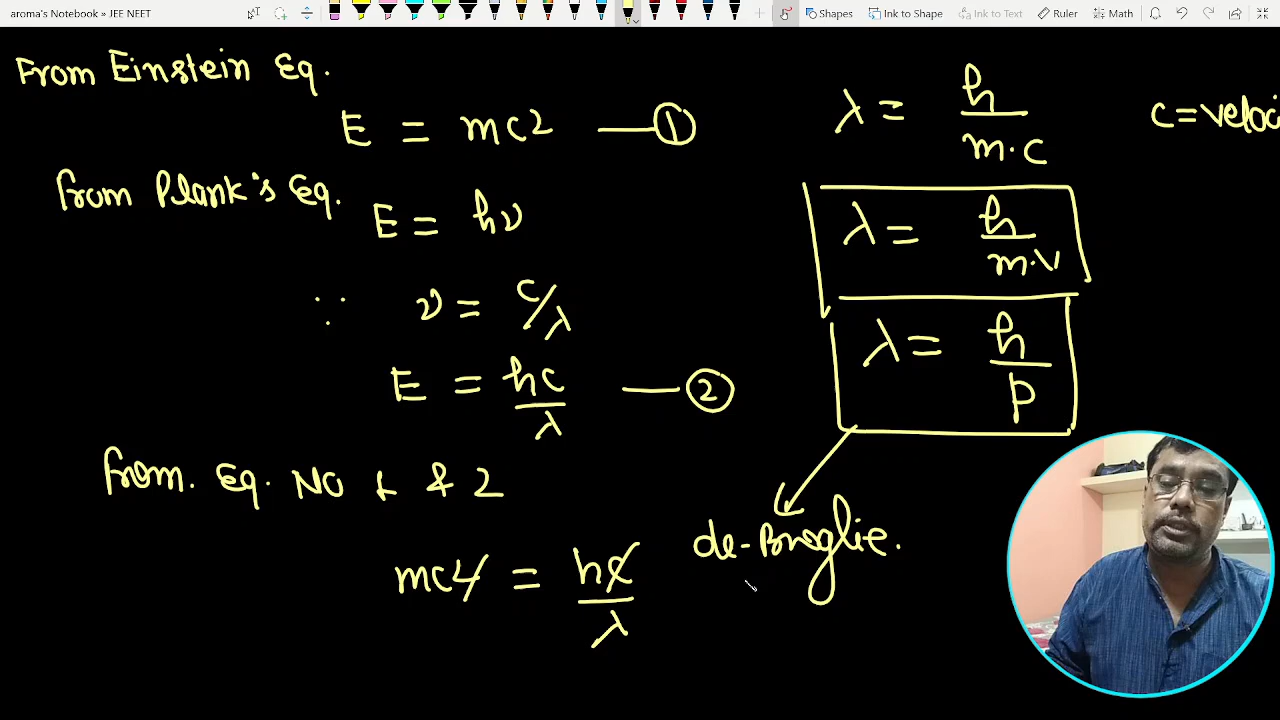 aroma's Notebook » JEE NEET
Shapes
Ink to Shape
Ink to Text
Ruler
Math
From Einstein Eq.
E = mc2 —①
From Plank's Eq.
E = hν
∵ ν = c/λ
E = hc/λ —②
From. Eq. No 1 & 2
mc2 = hc/λ
λ = h/m·c
c=veloci
λ = h/m·v
λ = h/p
de-Broglie.